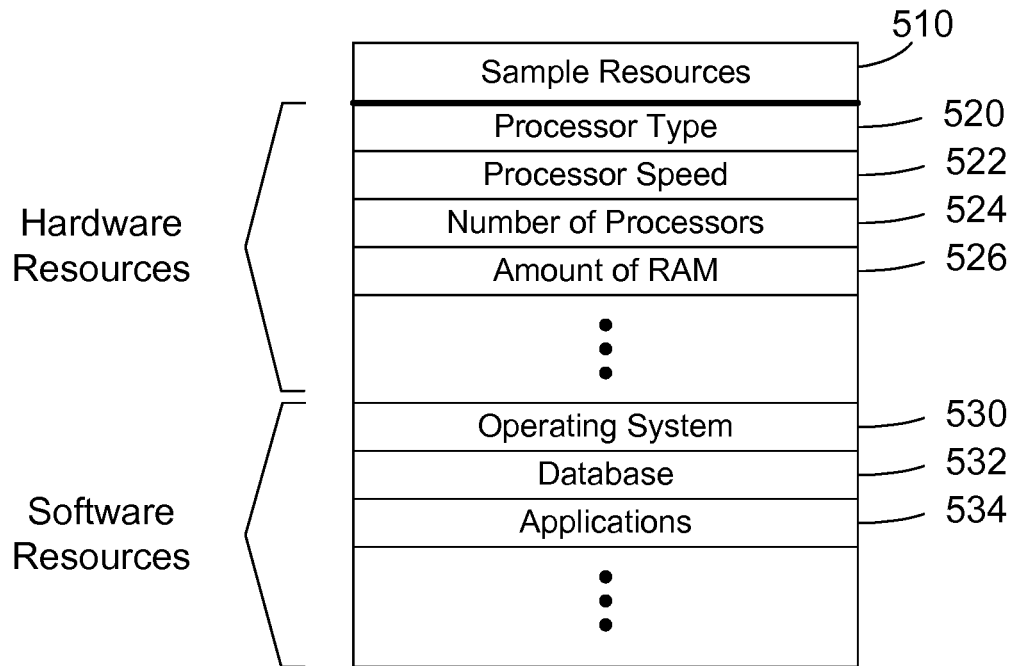 510
Sample Resources
Processor Type
520
Processor Speed
522
Hardware
Resources
Number of Processors
524
Amount of RAM
526
Operating System
530
Database
532
Software
Resources
Applications
534